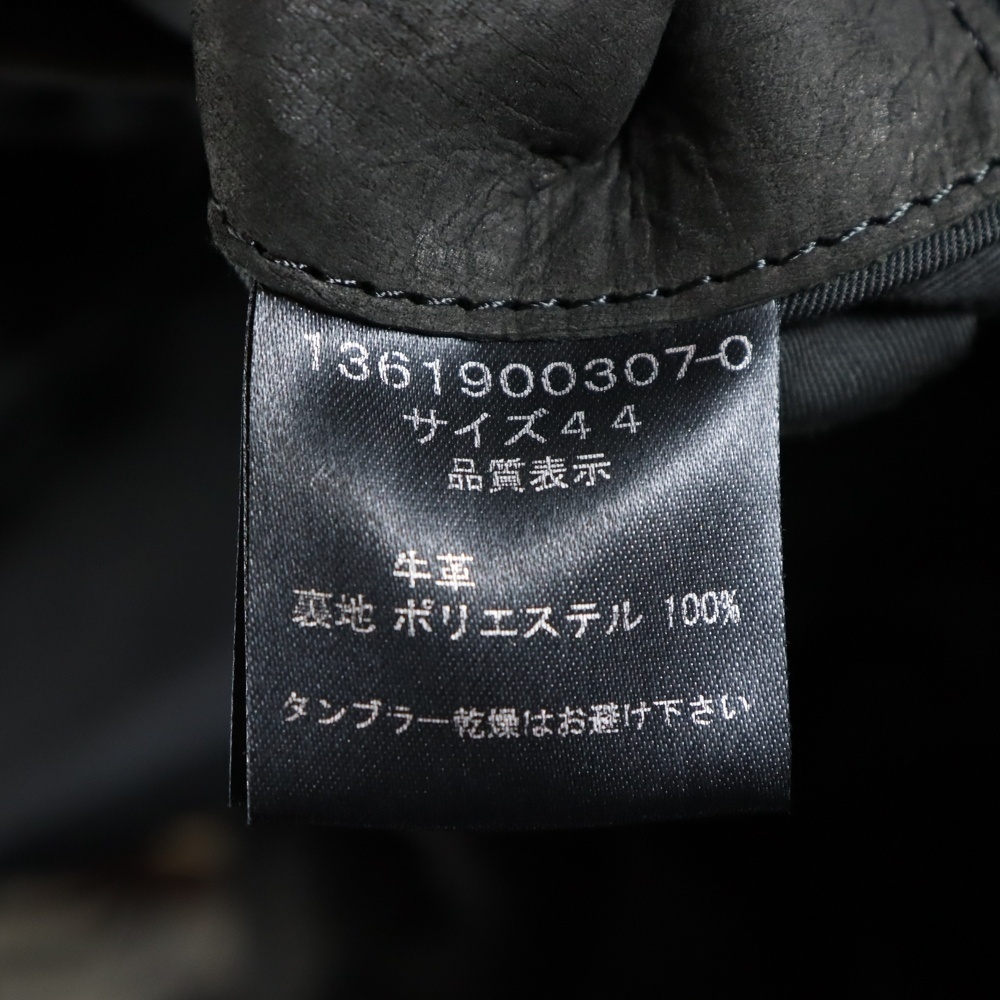 1361900307-0
サイズ４４
品質表示
牛革
裏地 ポリエステル 100%
タンブラー乾燥はお避け下さい